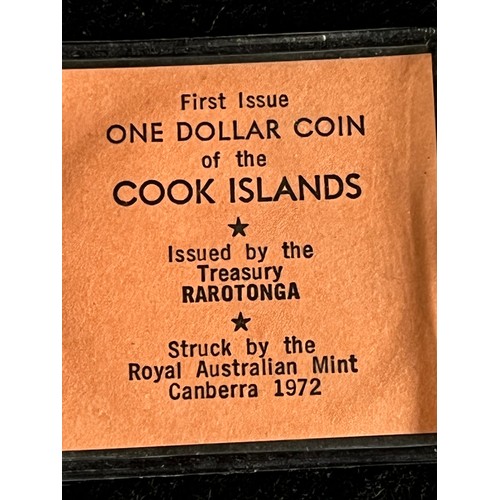 First Issue
ONE DOLLAR COIN
of the
COOK ISLANDS
★
Issued by the
Treasury
RAROTONGA
★
Struck by the
Royal Australian Mint
Canberra 1972